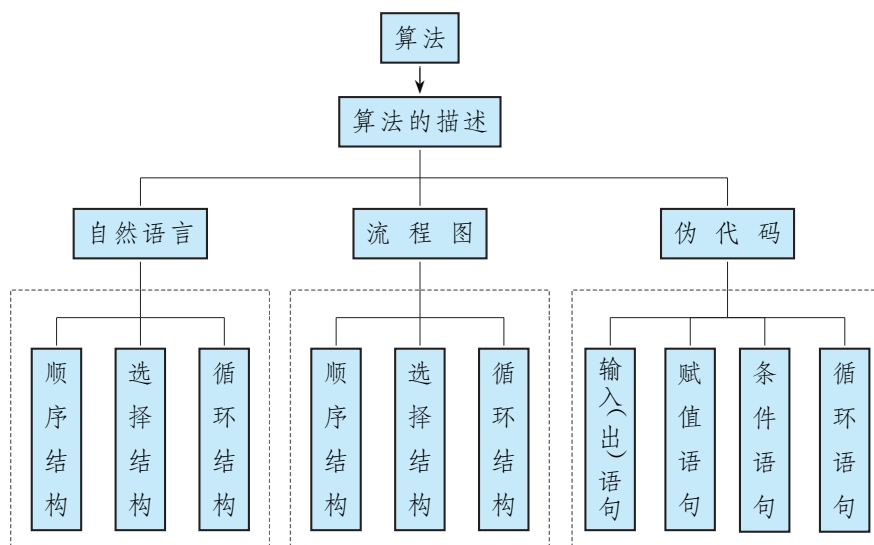 算法
算法的描述
自然语言
流程图
伪代码
顺序结构
选择结构
循环结构
顺序结构
选择结构
循环结构
输入(出)语句
赋值语句
条件语句
循环语句